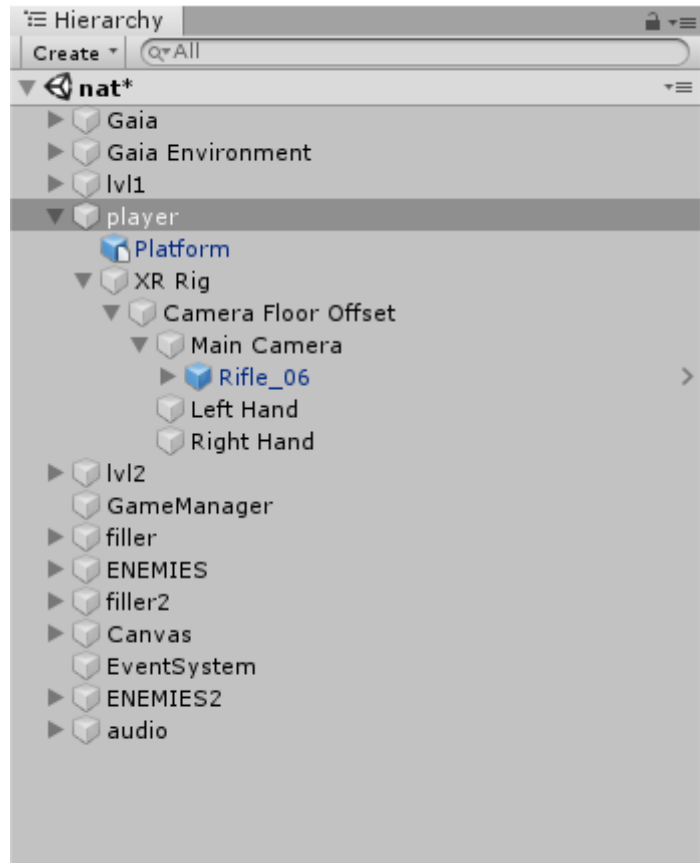 Hierarchy
Create All
nat*
Gaia
Gaia Environment
lvl1
player
Platform
XR Rig
Camera Floor Offset
Main Camera
Rifle_06
Left Hand
Right Hand
lvl2
GameManager
filler
ENEMIES
filler2
Canvas
EventSystem
ENEMIES2
audio